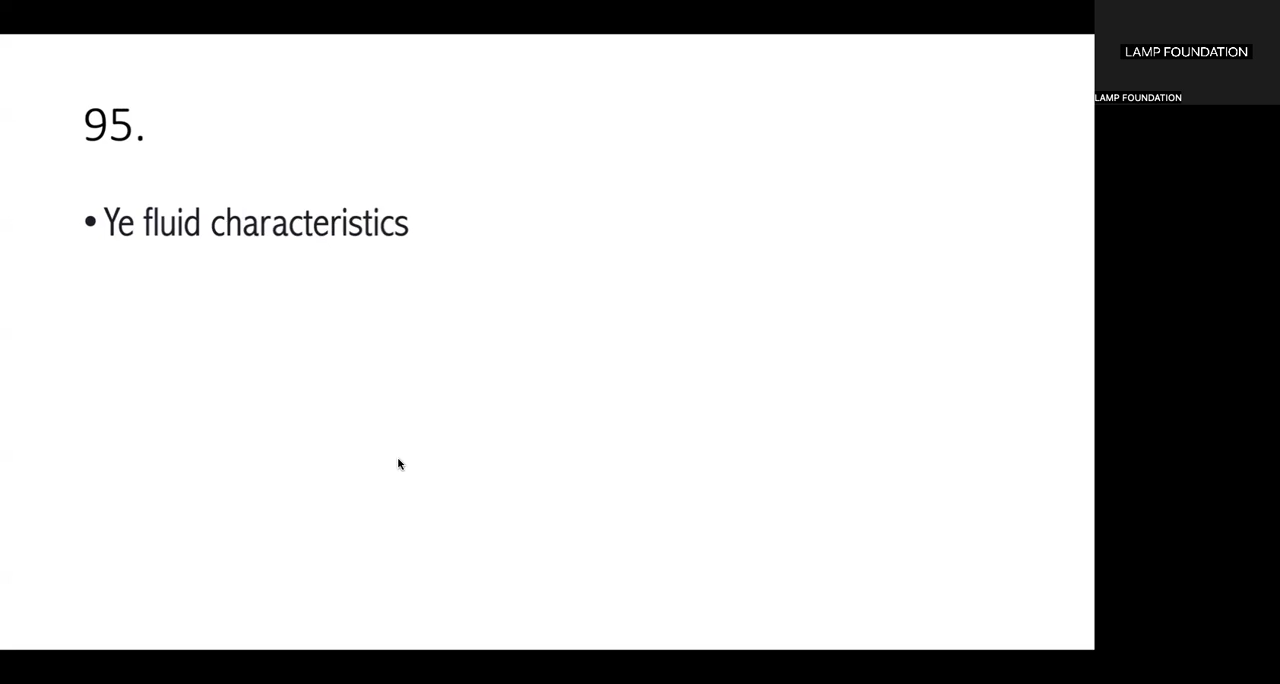 95.
• Ye fluid characteristics
LAMP FOUNDATION
LAMP FOUNDATION